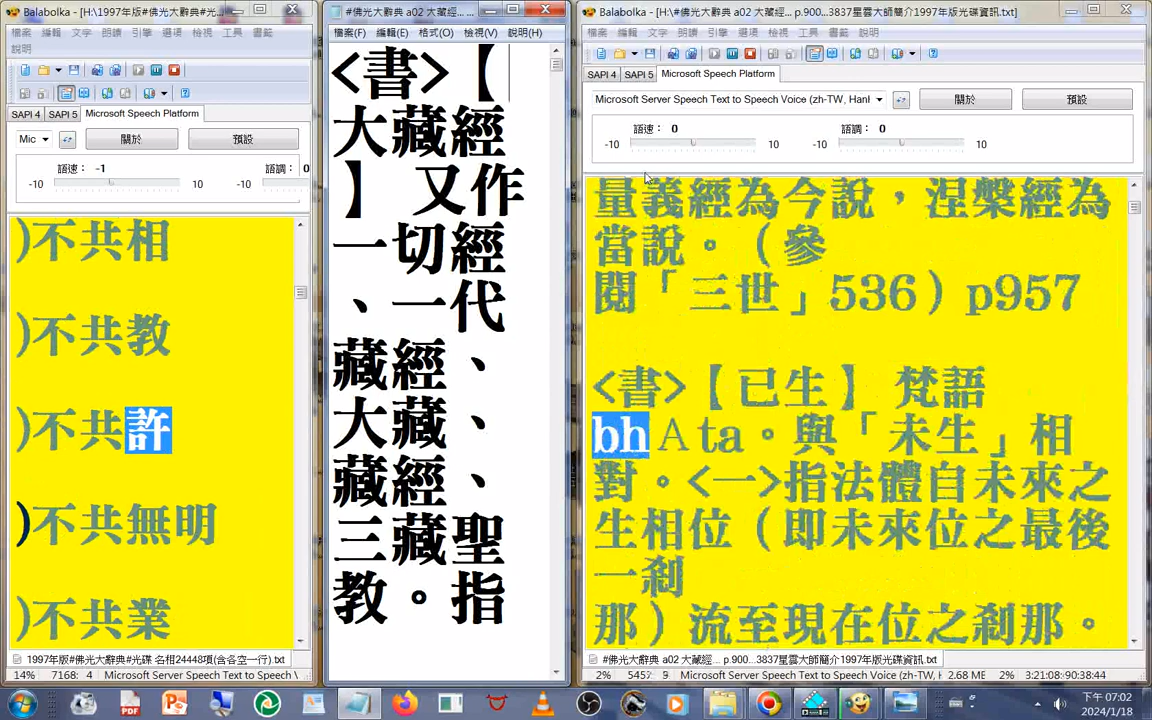 Balabolka - [H:\1997年版#佛光大辭典#光...
檔案 編輯 文字 朗讀 引擎 選項 檢視 工具 書籤
說明
SAPI 4 SAPI 5 Microsoft Speech Platform
Mic 關於 預設
語速： -1 語調： 0
-10 10 -10
)不共相
)不共教
)不共許
)不共無明
)不共業
1997年版#佛光大辭典#光碟 名相24448項(含各空一行).txt
14% 7168: 4 Microsoft Server Speech Text to Speech \
#佛光大辭典 a02 大藏經... ...
檔案(F) 編輯(E) 格式(O) 檢視(V) 說明(H)
<書>【
大藏經
】 又作
一切經
、一代
藏經、
大藏、
藏經、
三藏聖
教。指
Balabolka - [H:\#佛光大辭典 a02 大藏經... p.900...3837星雲大師簡介1997年版光碟資訊.txt]
檔案 編輯 文字 朗讀 引擎 選項 檢視 工具 書籤 說明
SAPI 4 SAPI 5 Microsoft Speech Platform
Microsoft Server Speech Text to Speech Voice (zh-TW, Hanl 關於 預設
語速： 0 語調： 0
-10 10 -10 10
量義經為今說，涅槃經為
當說。（參
閱「三世」536）p957
<書>【已生】 梵語
bhＡta。與「未生」相
對。<一>指法體自未來之
生相位（即未來位之最後
一剎
那）流至現在位之剎那。
#佛光大辭典 a02 大藏經... p.900...3837星雲大師簡介1997年版光碟資訊.txt
2% 5457: 9 Microsoft Server Speech Text to Speech Voice (zh-TW, H 2.68 ME 2% 3:21:08→90:38:44
下午 07:02
2024/1/18